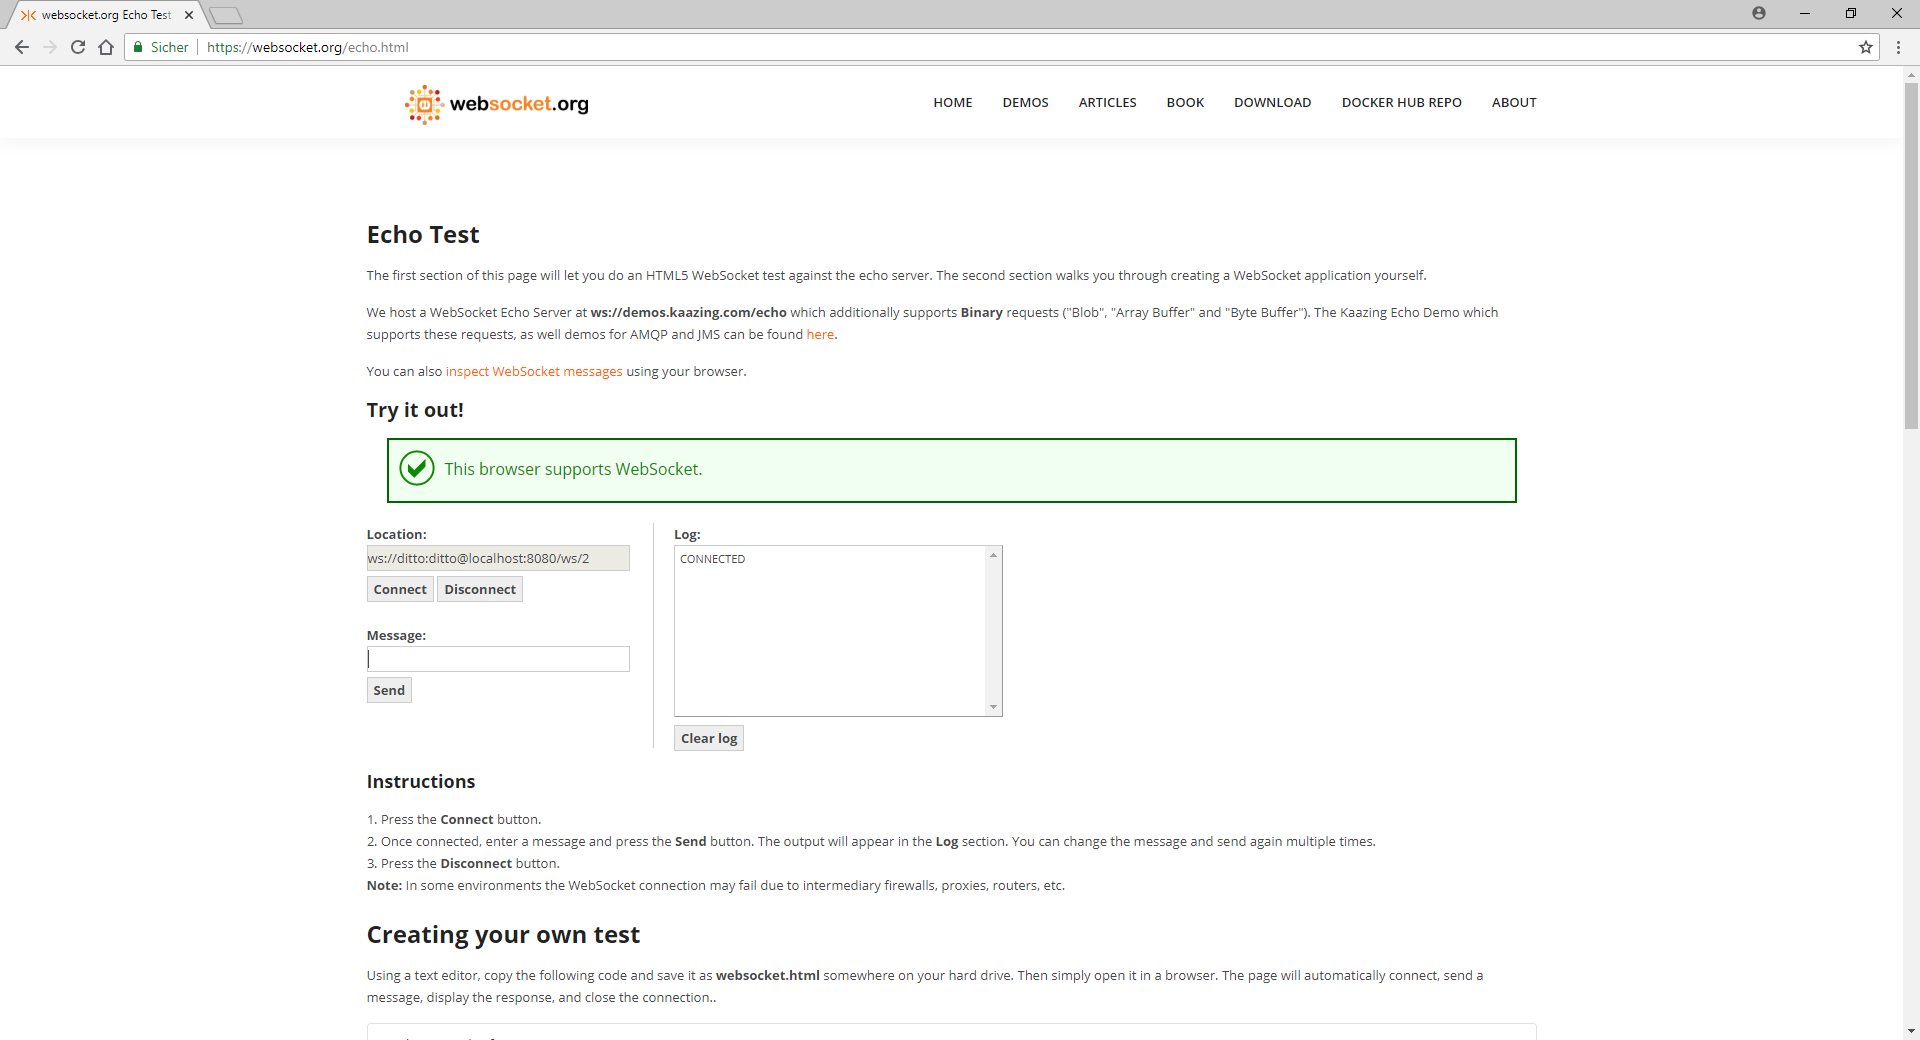 websocket.org Echo Test
Sicher
https://websocket.org/echo.html
websocket.org
HOME
DEMOS
ARTICLES
BOOK
DOWNLOAD
DOCKER HUB REPO
ABOUT
Echo Test
The first section of this page will let you do an HTML5 WebSocket test against the echo server. The second section walks you through creating a WebSocket application yourself.
We host a WebSocket Echo Server at ws://demos.kaazing.com/echo which additionally supports Binary requests ("Blob", "Array Buffer" and "Byte Buffer"). The Kaazing Echo Demo which
supports these requests, as well demos for AMQP and JMS can be found here.
You can also inspect WebSocket messages using your browser.
Try it out!
This browser supports WebSocket.
Location:
ws://ditto:ditto@localhost:8080/ws/2
Connect
Disconnect
Message:
Send
Log:
CONNECTED
Clear log
Instructions
1. Press the Connect button.
2. Once connected, enter a message and press the Send button. The output will appear in the Log section. You can change the message and send again multiple times.
3. Press the Disconnect button.
Note: In some environments the WebSocket connection may fail due to intermediary firewalls, proxies, routers, etc.
Creating your own test
Using a text editor, copy the following code and save it as websocket.html somewhere on your hard drive. Then simply open it in a browser. The page will automatically connect, send a
message, display the response, and close the connection..